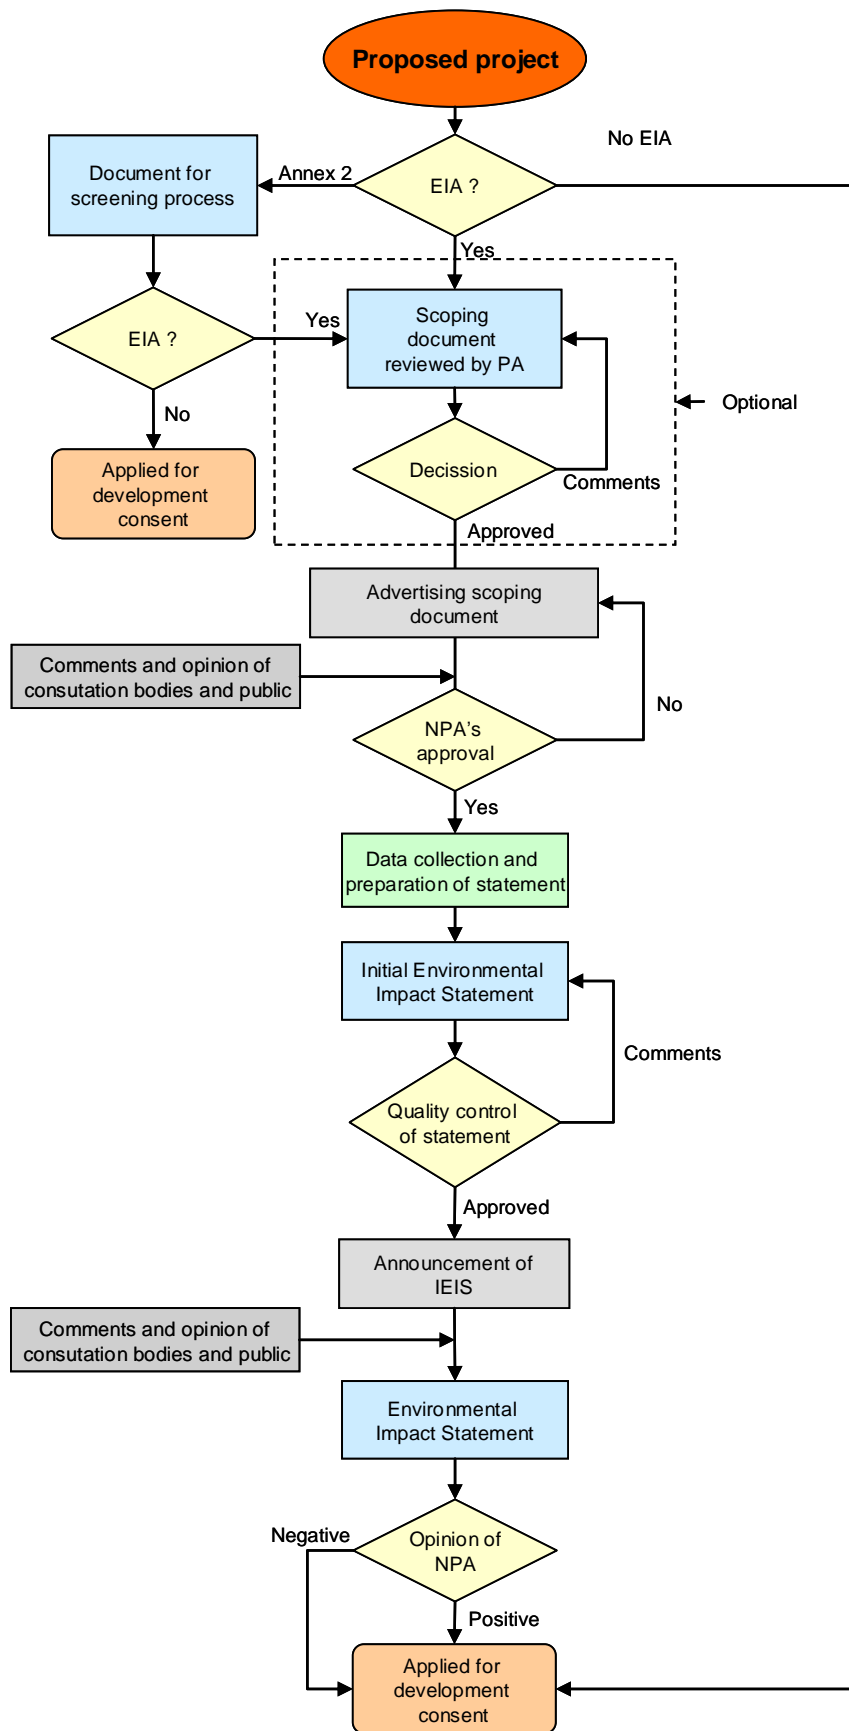 Proposed project
No EIA
Document for
screening process
Annex 2
EIA ?
Yes
EIA ?
Yes
Scoping
document
reviewed by PA
Optional
No
Applied for
development
consent
Decission
Comments
Approved
Advertising scoping
document
Comments and opinion of
consutation bodies and public
No
NPA's
approval
Yes
Data collection and
preparation of statement
Initial Environmental
Impact Statement
Comments
Quality control
of statement
Approved
Announcement of
IEIS
Comments and opinion of
consutation bodies and public
Environmental
Impact Statement
Negative
Opinion of
NPA
Positive
Applied for
development
consent